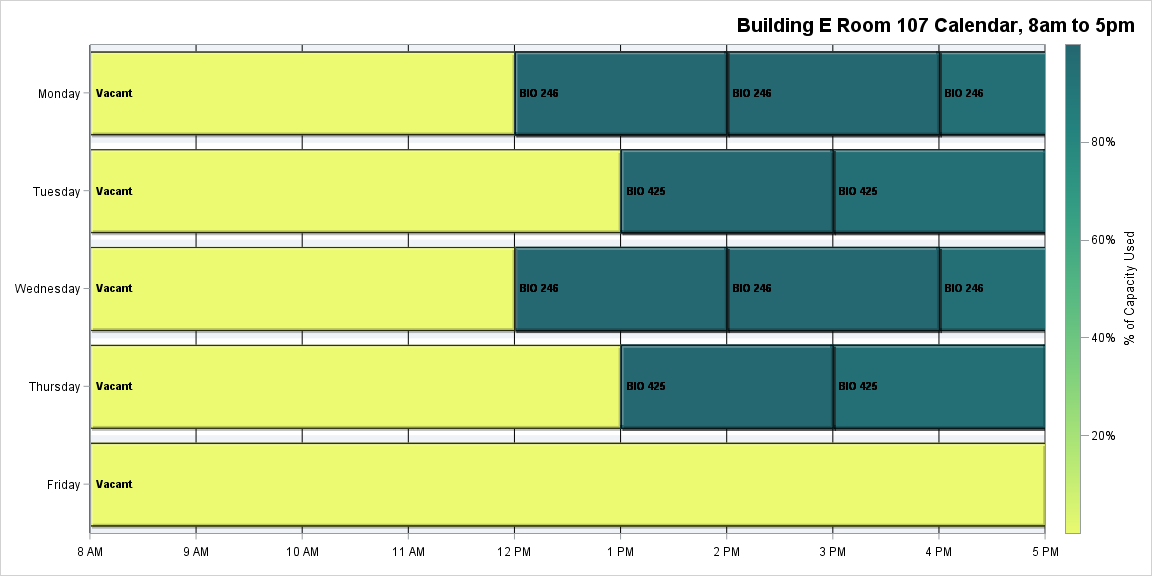 Building E Room 107 Calendar, 8am to 5pm
Monday Vacant BIO 246 BIO 246 BIO 246
80%
Tuesday Vacant BIO 425 BIO 425
60%
% of Capacity Used
Wednesday Vacant BIO 246 BIO 246 BIO 246
40%
Thursday Vacant BIO 425 BIO 425
20%
Friday Vacant
8 AM 9 AM 10 AM 11 AM 12 PM 1 PM 2 PM 3 PM 4 PM 5 PM